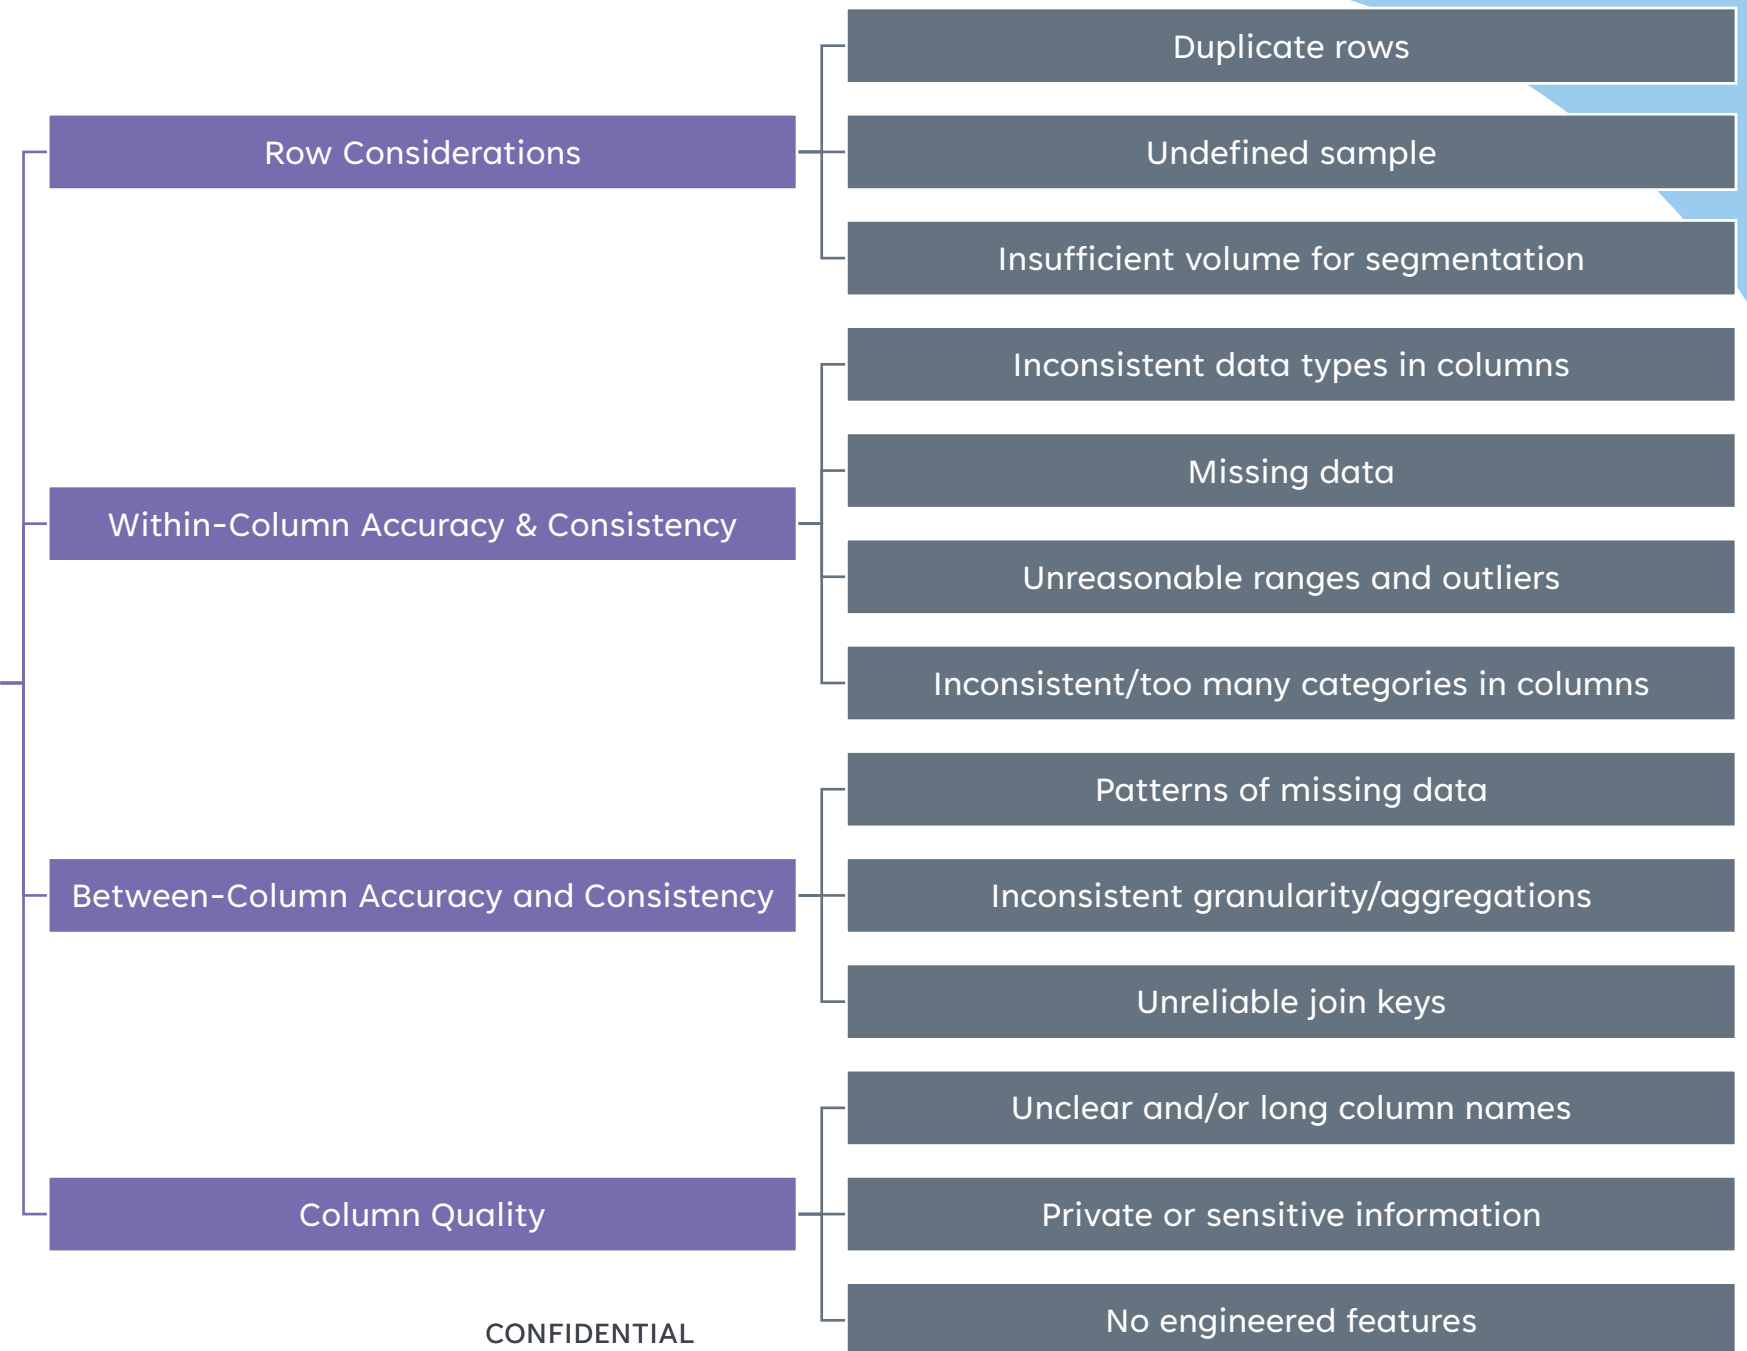 Row Considerations
Duplicate rows
Undefined sample
Insufficient volume for segmentation
Within-Column Accuracy & Consistency
Inconsistent data types in columns
Missing data
Unreasonable ranges and outliers
Inconsistent/too many categories in columns
Between-Column Accuracy and Consistency
Patterns of missing data
Inconsistent granularity/aggregations
Unreliable join keys
Column Quality
Unclear and/or long column names
Private or sensitive information
No engineered features
CONFIDENTIAL